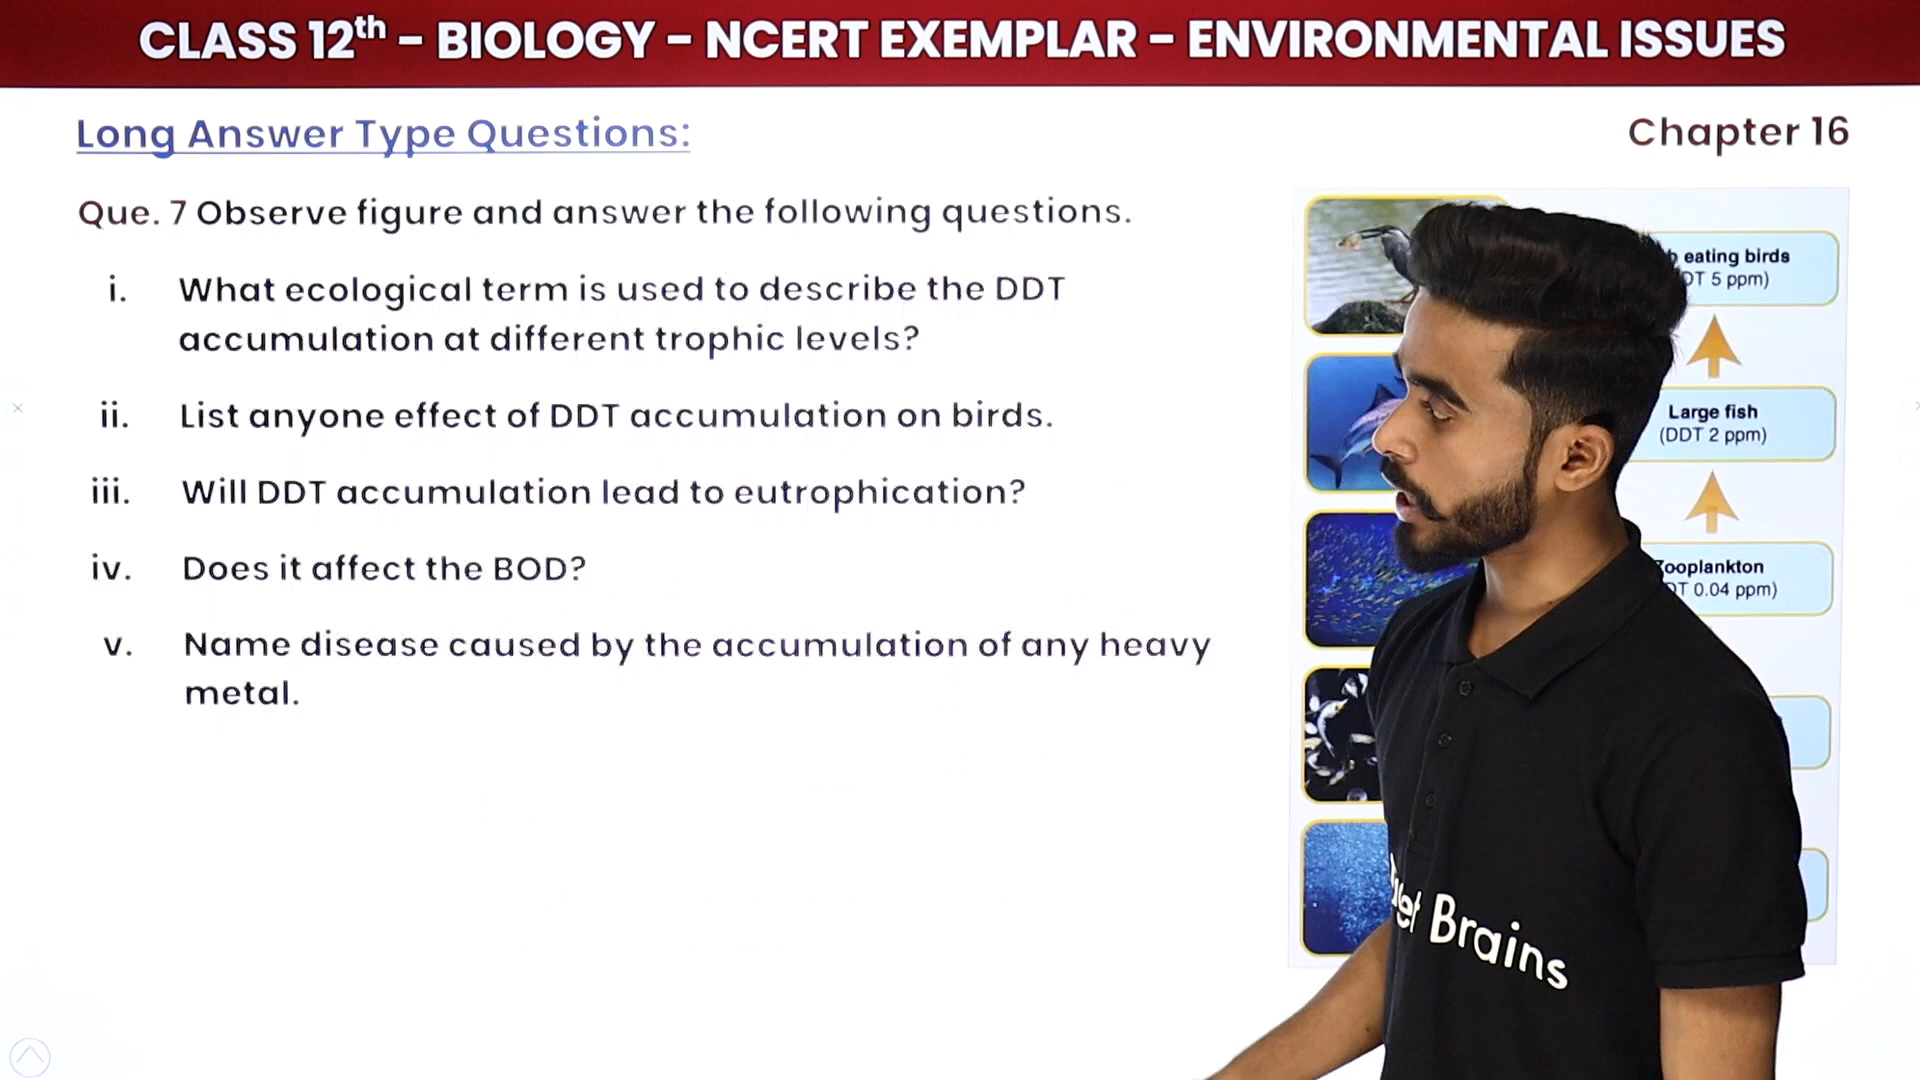 CLASS 12th - BIOLOGY - NCERT EXEMPLAR - ENVIRONMENTAL ISSUES
Long Answer Type Questions:
Chapter 16
Que. 7 Observe figure and answer the following questions.
i. What ecological term is used to describe the DDT
accumulation at different trophic levels?
ii. List anyone effect of DDT accumulation on birds.
iii. Will DDT accumulation lead to eutrophication?
iv. Does it affect the BOD?
v. Name disease caused by the accumulation of any heavy
metal.
eating birds
5 ppm)
Large fish
(DDT 2 ppm)
0.04 ppm)
Brains